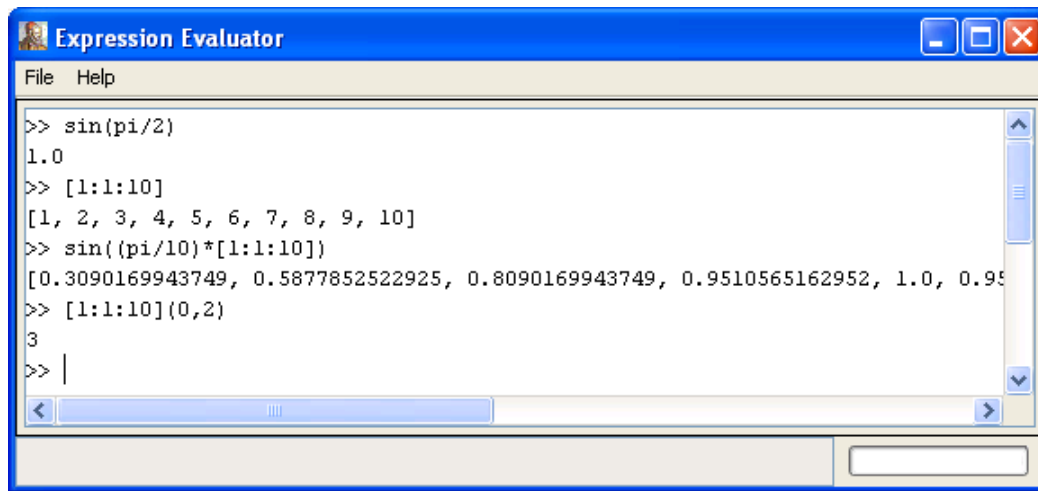 Expression Evaluator
File Help
>> sin(pi/2)
1.0
>> [1:1:10]
[1, 2, 3, 4, 5, 6, 7, 8, 9, 10]
>> sin((pi/10)*[1:1:10])
[0.3090169943749, 0.5877852522925, 0.8090169943749, 0.9510565162952, 1.0, 0.95
>> [1:1:10](0,2)
3
>>